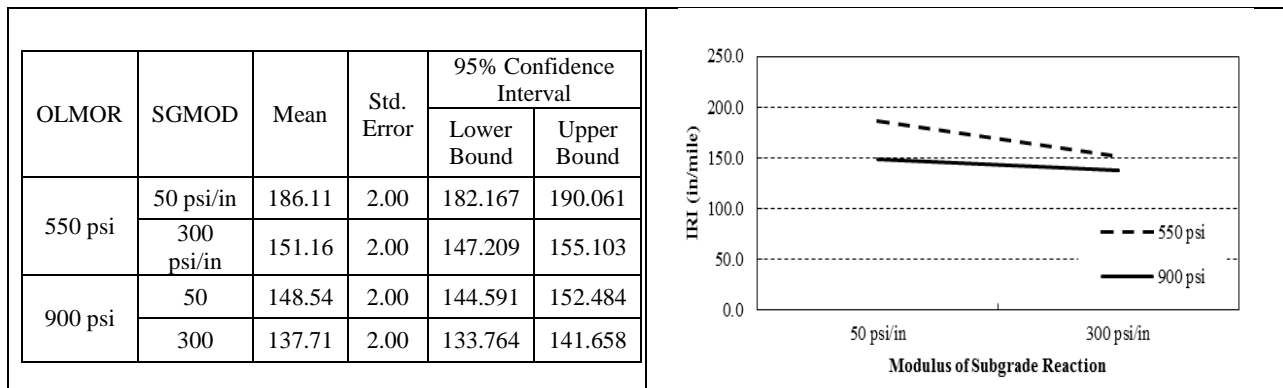 OLMOR SGMOD Mean Std. Error 95% Confidence Interval
Lower Bound Upper Bound
550 psi 50 psi/in 186.11 2.00 182.167 190.061
300 psi/in 151.16 2.00 147.209 155.103
900 psi 50 148.54 2.00 144.591 152.484
300 137.71 2.00 133.764 141.658
IRI (in/mile)
250.0
200.0
150.0
100.0
50.0
0.0
550 psi
900 psi
50 psi/in 300 psi/in
Modulus of Subgrade Reaction